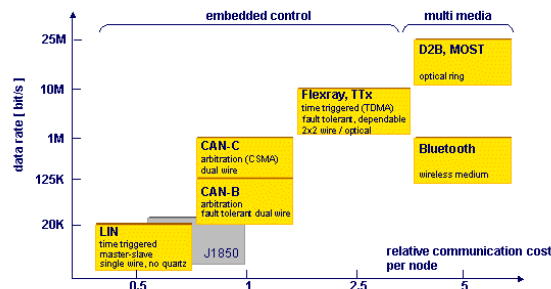 embedded control
multi media
data rate [ bit/s ]
25M
10M
1M
125K
20K
D2B, MOST
optical ring
Flexray, TTx
time triggered (TDMA)
fault tolerant, dependable
2x2 wire / optical
CAN-C
arbitration (CSMA)
dual wire
Bluetooth
wireless medium
CAN-B
arbitration
fault tolerant dual wire
LIN
time triggered
master-slave
single wire, no quartz
J1850
relative communication cost
per node
0.5
1
2.5
5